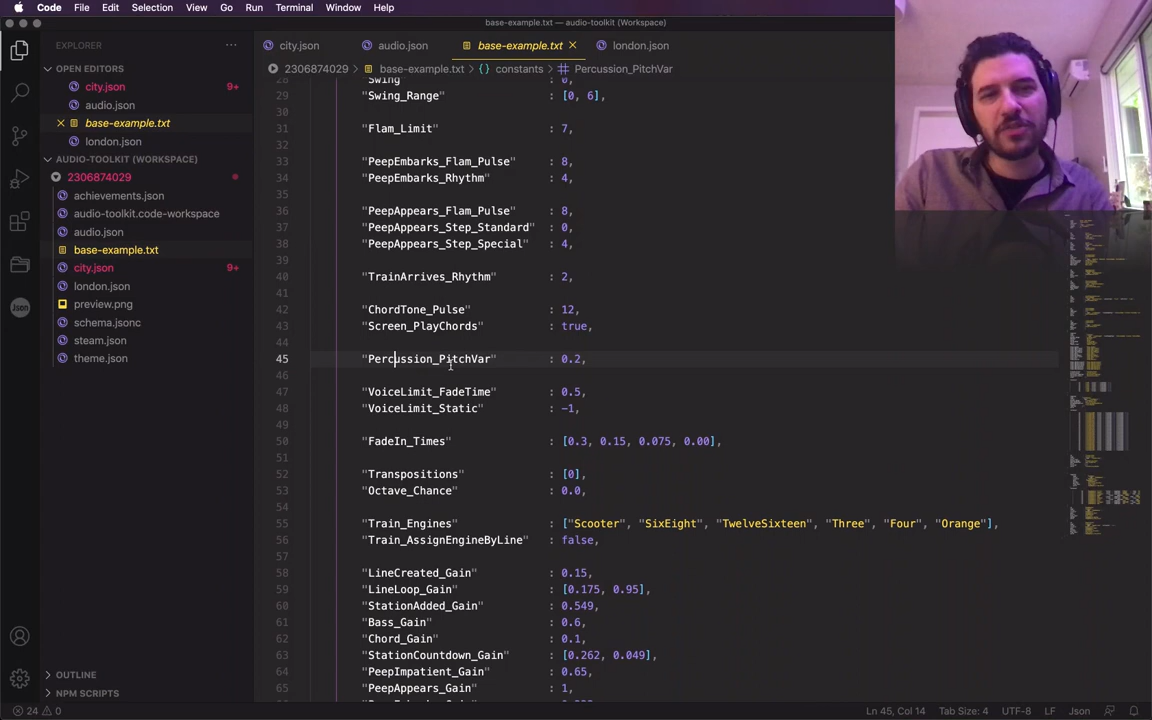 Code File Edit Selection View Go Run Terminal Window Help
base-example.txt — audio-toolkit (Workspace)
EXPLORER
OPEN EDITORS
city.json 9+
audio.json
base-example.txt
london.json
AUDIO-TOOLKIT (WORKSPACE)
2306874029
achievements.json
audio-toolkit.code-workspace
audio.json
base-example.txt
city.json 9+
london.json
preview.png
schema.jsonc
steam.json
theme.json
OUTLINE
NPM SCRIPTS
Json
city.json audio.json base-example.txt london.json
2306874029 > base-example.txt > {} constants > # Percussion_PitchVar
28 "Swing" : 0,
29 "Swing_Range" : [0, 6],
30
31 "Flam_Limit" : 7,
32
33 "PeepEmbarks_Flam_Pulse" : 8,
34 "PeepEmbarks_Rhythm" : 4,
35
36 "PeepAppears_Flam_Pulse" : 8,
37 "PeepAppears_Step_Standard" : 0,
38 "PeepAppears_Step_Special" : 4,
39
40 "TrainArrives_Rhythm" : 2,
41
42 "ChordTone_Pulse" : 12,
43 "Screen_PlayChords" : true,
44
45 "Percussion_PitchVar" : 0.2,
46
47 "VoiceLimit_FadeTime" : 0.5,
48 "VoiceLimit_Static" : -1,
49
50 "FadeIn_Times" : [0.3, 0.15, 0.075, 0.00],
51
52 "Transpositions" : [0],
53 "Octave_Chance" : 0.0,
54
55 "Train_Engines" : ["Scooter", "SixEight", "TwelveSixteen", "Three", "Four", "Orange"],
56 "Train_AssignEngineByLine" : false,
57
58 "LineCreated_Gain" : 0.15,
59 "LineLoop_Gain" : [0.175, 0.95],
60 "StationAdded_Gain" : 0.549,
61 "Bass_Gain" : 0.6,
62 "Chord_Gain" : 0.1,
63 "StationCountdown_Gain" : [0.262, 0.049],
64 "PeepImpatient_Gain" : 0.65,
65 "PeepAppears_Gain" : 1,
24 0 Ln 45, Col 14 Tab Size: 4 UTF-8 LF Json